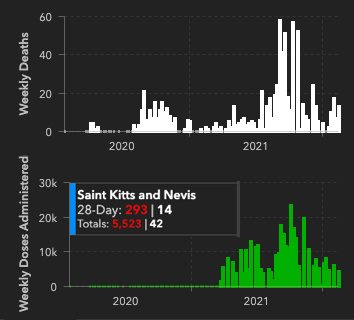 Weekly Deaths
60
40
20
0
2020
2021
Weekly Doses Administered
30k
20k
10k
0
Saint Kitts and Nevis
28-Day: 293 | 14
Totals: 5,523 | 42
2020
2021